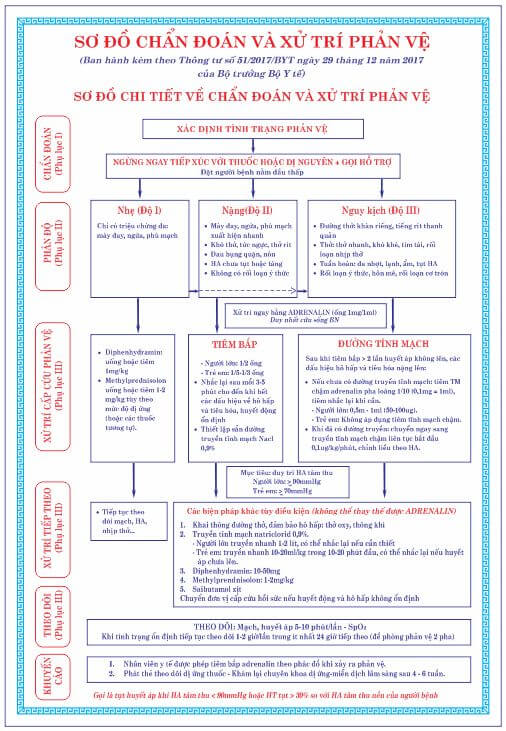 SƠ ĐỒ CHẨN ĐOÁN VÀ XỬ TRÍ PHẢN VỆ
(Ban hành kèm theo Thông tư số 51/2017/BYT ngày 29 tháng 12 năm 2017
của Bộ trưởng Bộ Y tế)
SƠ ĐỒ CHI TIẾT VỀ CHẨN ĐOÁN VÀ XỬ TRÍ PHẢN VỆ
CHẨN ĐOÁN
(Phụ lục I)
XÁC ĐỊNH TÌNH TRẠNG PHẢN VỆ
NGỪNG NGAY TIẾP XÚC VỚI THUỐC HOẶC DỊ NGUYÊN + GỌI HỖ TRỢ
Đặt người bệnh nằm đầu thấp
PHÂN ĐỘ
(Phụ lục II)
Nhẹ (Độ I)
Chỉ có triệu chứng da:
mày đay, ngứa, phù mạch
Nặng(Độ II)
• Mày đay, ngứa, phù mạch
xuất hiện nhanh
• Khó thở, tức ngực, thở rít
• Đau bụng quặn, nôn
• HA chưa tụt hoặc tăng
• Không có rối loạn ý thức
Nguy kịch (Độ III)
• Đường thở: khàn tiếng, tiếng rít thanh
quản
• Thở: thở nhanh, khò khè, tím tái, rối
loạn nhịp thở
• Tuần hoàn: da nhợt, lạnh, ẩm, tụt HA
• Rối loạn ý thức, hôn mê, rối loạn cơ tròn
Xử trí ngay bằng ADRENALIN (ống 1mg/1ml)
Duy nhất cứu sống BN
XỬ TRÍ CẤP CỨU PHẢN VỆ
(Phụ lục III)
• Diphenhydramin:
uống hoặc tiêm
1mg/kg
• Methylprednisolon
uống hoặc tiêm 1-2
mg/kg tùy theo
mức độ dị ứng
(hoặc các thuốc
tương tự).
TIÊM BẮP
- Người lớn: 1/2 ống
- Trẻ em: 1/5-1/3 ống
• Nhắc lại sau mỗi 3-5
phút cho đến khi hết
các dấu hiệu về hô hấp
và tiêu hóa, huyết động
ổn định
• Thiết lập sẵn đường
truyền tĩnh mạch Nacl
0,9%
ĐƯỜNG TĨNH MẠCH
Sau khi tiêm bắp > 2 lần huyết áp không lên, các
dấu hiệu hô hấp và tiêu hóa nặng lên:
• Nếu chưa có đường truyền tĩnh mạch: tiêm TM
chậm adrenalin pha loãng 1/10 (0,1mg = 1ml),
tiêm nhắc lại khi cần.
- Người lớn: 0,5m - 1ml (50-100ug).
- Trẻ em: Không áp dụng tiêm tĩnh mạch chậm.
• Khi đã có đường truyền: chuyển ngay sang
truyền tĩnh mạch chậm liên tục bắt đầu
0,1ug/kg/phút, chỉnh liều theo HA.
Mục tiêu: duy trì HA tâm thu
Người lớn: ≥ 90mmHg
Trẻ em: ≥ 70mmHg
XỬ TRÍ TIẾP THEO
(Phụ lục III)
• Tiếp tục theo
dõi mạch, HA,
nhịp thở...
Các biện pháp khác tùy điều kiện (không thể thay thế được ADRENALIN)
1. Khai thông đường thở, đảm bảo hô hấp: thở oxy, thông khí
2. Truyền tĩnh mạch natriclorid 0,9%.
- Người lớn truyền nhanh 1-2 lít, có thể nhắc lại nếu cần thiết
- Trẻ em: truyền nhanh 10-20ml/kg trong 10-20 phút đầu, có thể nhắc lại nếu huyết
áp chưa lên.
3. Diphenhydramin: 10-50mg
4. Methylprendnisolon: 1-2mg/kg
5. Salbutamol xịt
Chuyển đơn vị cấp cứu hồi sức nếu huyết động và hô hấp không ổn định
THEO DÕI
(Phụ lục III)
THEO DÕI: Mạch, huyết áp 5-10 phút/lần - SpO₂
Khi tình trạng ổn định tiếp tục theo dõi 1-2 giờ/lần trong ít nhất 24 giờ tiếp theo (đề phòng phản vệ 2 pha)
KHUYẾN
CÁO
1. Nhân viên y tế được phép tiêm bắp adrenalin theo phác đồ khi xảy ra phản vệ.
2. Phát thẻ theo dõi dị ứng thuốc - Khám lại chuyên khoa dị ứng-miễn dịch lâm sàng sau 4 - 6 tuần.
Gọi là tụt huyết áp khi HA tâm thu < 90mmHg hoặc HT tụt > 30% so với HA tâm thu nền của người bệnh